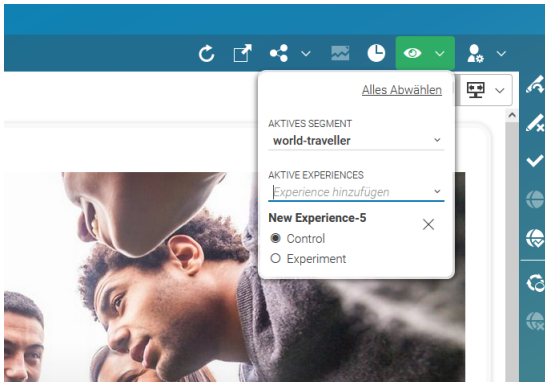 Alles Abwählen
AKTIVES SEGMENT
world-traveller
AKTIVE EXPERIENCES
Experience hinzufügen
New Experience-5
Control
Experiment